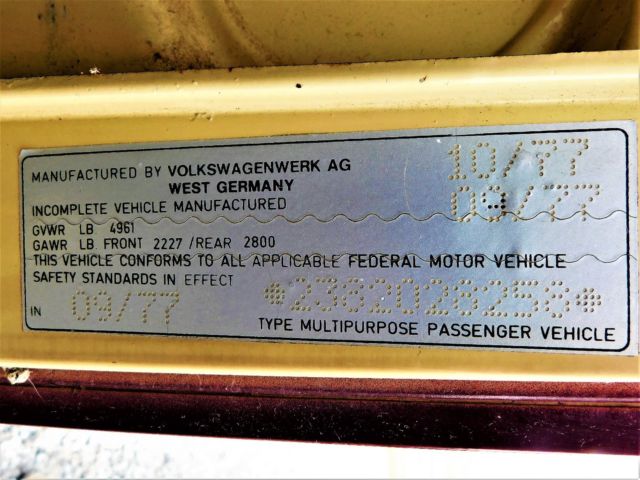 MANUFACTURED BY VOLKSWAGENWERK AG 10/77
WEST GERMANY
INCOMPLETE VEHICLE MANUFACTURED 09/77
GVWR LB 4961
GAWR LB FRONT 2227 /REAR 2800
THIS VEHICLE CONFORMS TO ALL APPLICABLE FEDERAL MOTOR VEHICLE
SAFETY STANDARDS IN EFFECT
IN 09/77 *2382026256*
TYPE MULTIPURPOSE PASSENGER VEHICLE